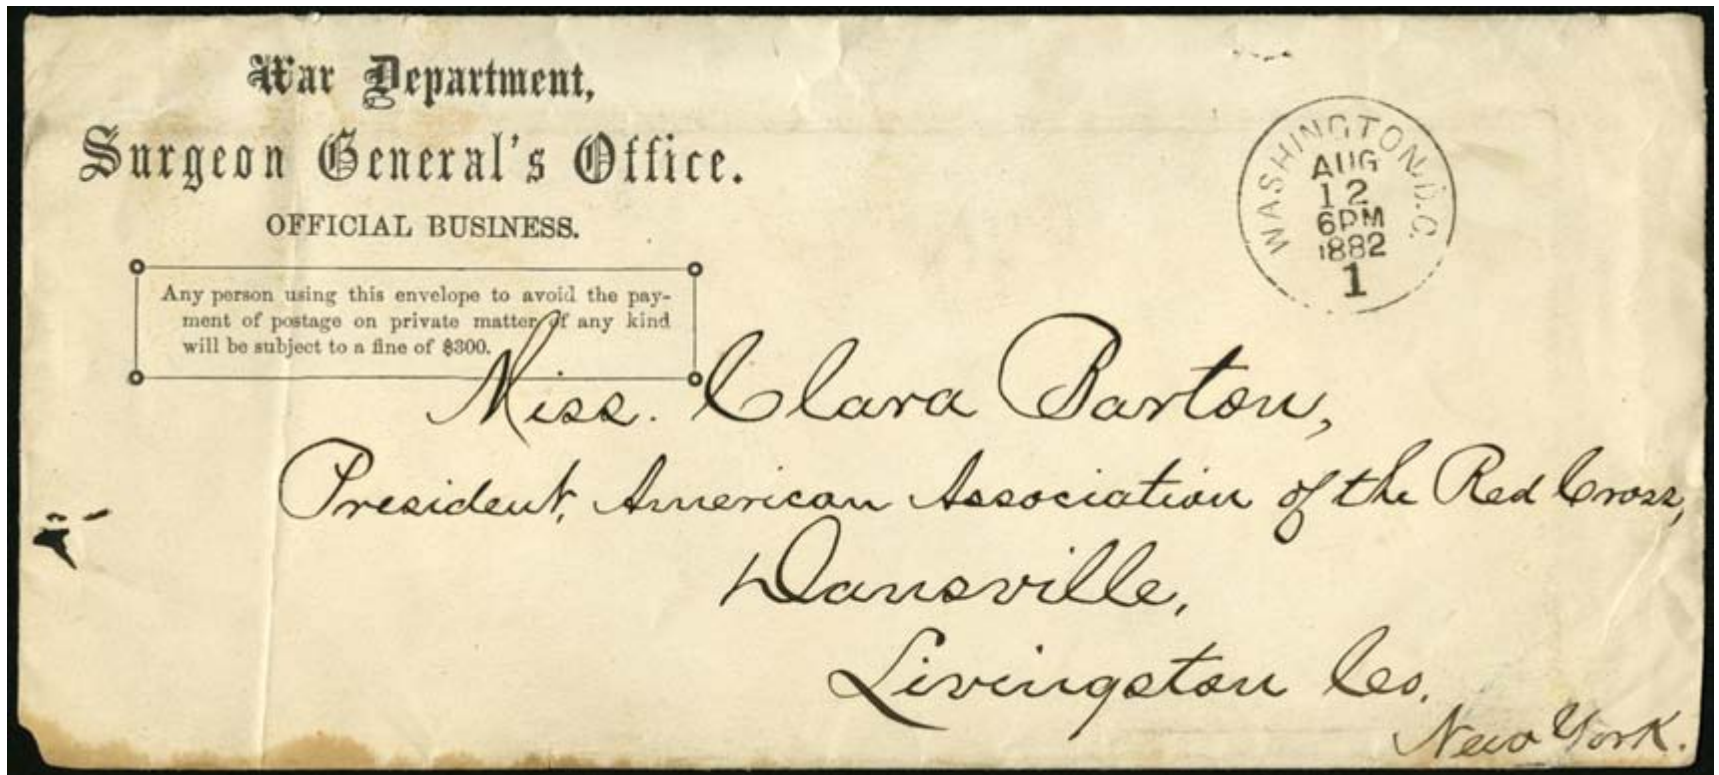 War Department,
Surgeon General's Office.
OFFICIAL BUSINESS.
Any person using this envelope to avoid the pay-
ment of postage on private matter of any kind
will be subject to a fine of $300.
WASHINGTON, D.C.
AUG
12
6PM
1882
1
Miss. Clara Barton,
President, American Association of the Red Cross,
Dansville,
Livingston Co.
New York.